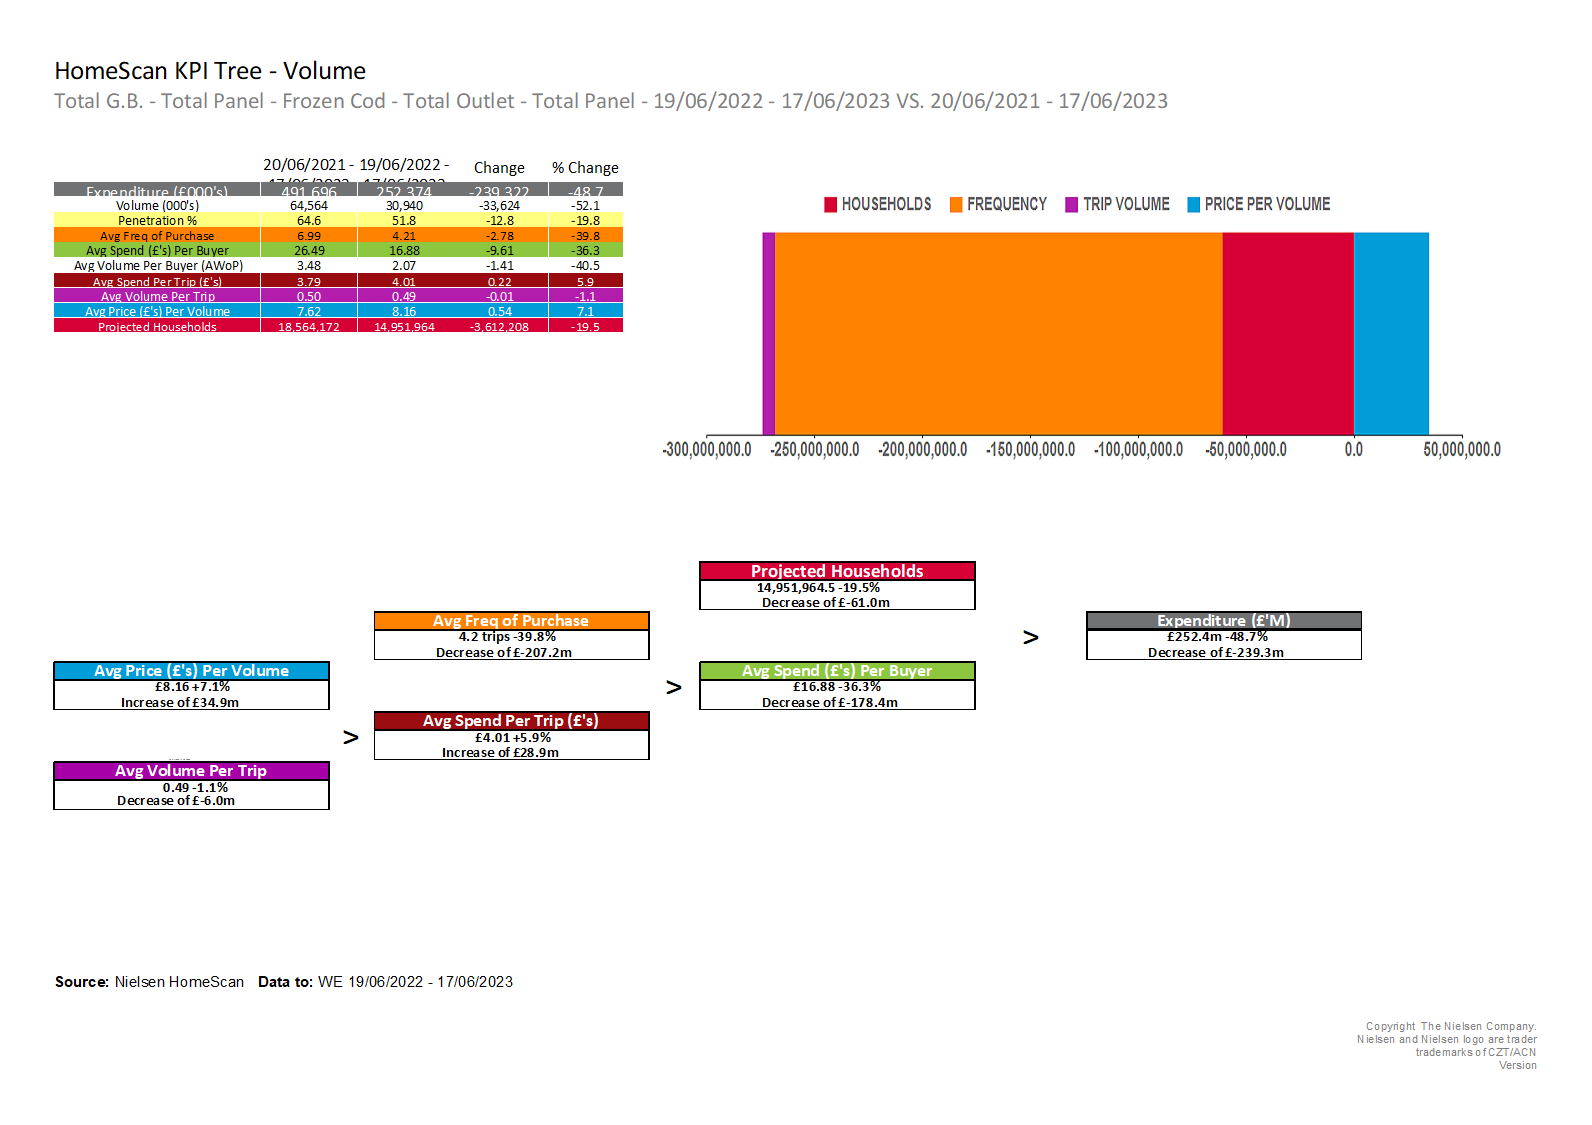 HomeScan KPI Tree - Volume
Total G.B. - Total Panel - Frozen Cod - Total Outlet - Total Panel - 19/06/2022 - 17/06/2023 VS. 20/06/2021 - 17/06/2023
20/06/2021 - 19/06/2022 - Change % Change
Expenditure (£000's) 491,696 252,374 -239,322 -48.7
Volume (000's) 64,564 30,940 -33,624 -52.1
Penetration % 64.6 51.8 -12.8 -19.8
Avg Freq of Purchase 6.99 4.21 -2.78 -39.8
Avg Spend (£'s) Per Buyer 26.49 16.88 -9.61 -36.3
Avg Volume Per Buyer (AWoP) 3.48 2.07 -1.41 -40.5
Avg Spend Per Trip (£'s) 3.79 4.01 0.22 5.9
Avg Volume Per Trip 0.50 0.49 -0.01 -1.1
Avg Price (£'s) Per Volume 7.62 8.16 0.54 7.1
Projected Households 18,564,172 14,951,964 -3,612,208 -19.5
HOUSEHOLDS FREQUENCY TRIP VOLUME PRICE PER VOLUME
-300,000,000.0 -250,000,000.0 -200,000,000.0 -150,000,000.0 -100,000,000.0 -50,000,000.0 0.0 50,000,000.0
Projected Households
14,951,964.5 -19.5%
Decrease of £-61.0m
Avg Freq of Purchase
4.2 trips -39.8%
Decrease of £-207.2m
>
Expenditure (£'M)
£252.4m -48.7%
Decrease of £-239.3m
Avg Price (£'s) Per Volume
£8.16 +7.1%
Increase of £34.9m
>
Avg Spend (£'s) Per Buyer
£16.88 -36.3%
Decrease of £-178.4m
>
Avg Spend Per Trip (£'s)
£4.01 +5.9%
Increase of £28.9m
Avg Volume Per Trip
0.49 -1.1%
Decrease of £-6.0m
Source: Nielsen HomeScan Data to: WE 19/06/2022 - 17/06/2023
Copyright The Nielsen Company.
Nielsen and Nielsen logo are trader
trademarks of CZT/ACN
Version